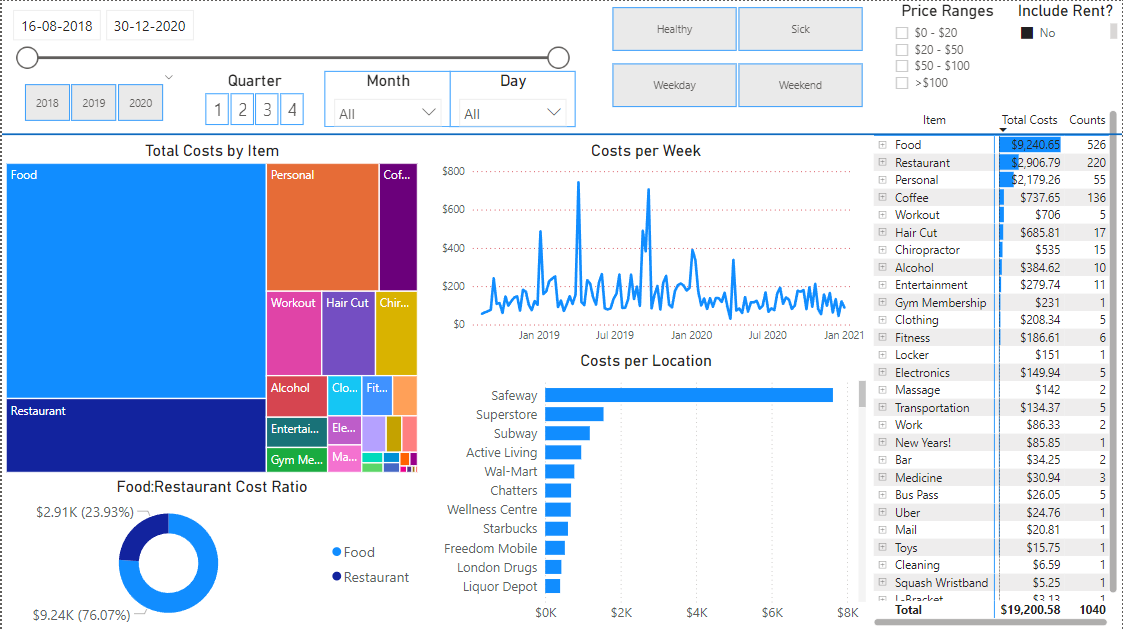 16-08-2018 30-12-2020
2018 2019 2020
Quarter
1 2 3 4
Month
All
Day
All
Healthy Sick
Weekday Weekend
Price Ranges
$0 - $20
$20 - $50
$50 - $100
>$100
Include Rent?
No
Total Costs by Item
Food
Restaurant
Personal
Cof...
Workout
Hair Cut
Chir...
Alcohol
Clo...
Fit...
Entertai...
Ele...
Gym Me...
Ma...
Food:Restaurant Cost Ratio
$2.91K (23.93%)
$9.24K (76.07%)
Food
Restaurant
Costs per Week
$800
$600
$400
$200
$0
Jan 2019 Jul 2019 Jan 2020 Jul 2020 Jan 2021
Costs per Location
Safeway
Superstore
Subway
Active Living
Wal-Mart
Chatters
Wellness Centre
Starbucks
Freedom Mobile
London Drugs
Liquor Depot
$0K $2K $4K $6K $8K
Item Total Costs Counts
Food $9,240.65 526
Restaurant $2,906.79 220
Personal $2,179.26 55
Coffee $737.65 136
Workout $706 5
Hair Cut $685.81 17
Chiropractor $535 15
Alcohol $384.62 10
Entertainment $279.74 11
Gym Membership $231 1
Clothing $208.34 5
Fitness $186.61 6
Locker $151 1
Electronics $149.94 5
Massage $142 2
Transportation $134.37 5
Work $86.33 2
New Years! $85.85 1
Bar $34.25 2
Medicine $30.94 3
Bus Pass $26.05 5
Uber $24.76 1
Mail $20.81 1
Toys $15.75 1
Cleaning $6.59 1
Squash Wristband $5.25 1
L-Bracket $3.13 1
Total $19,200.58 1040